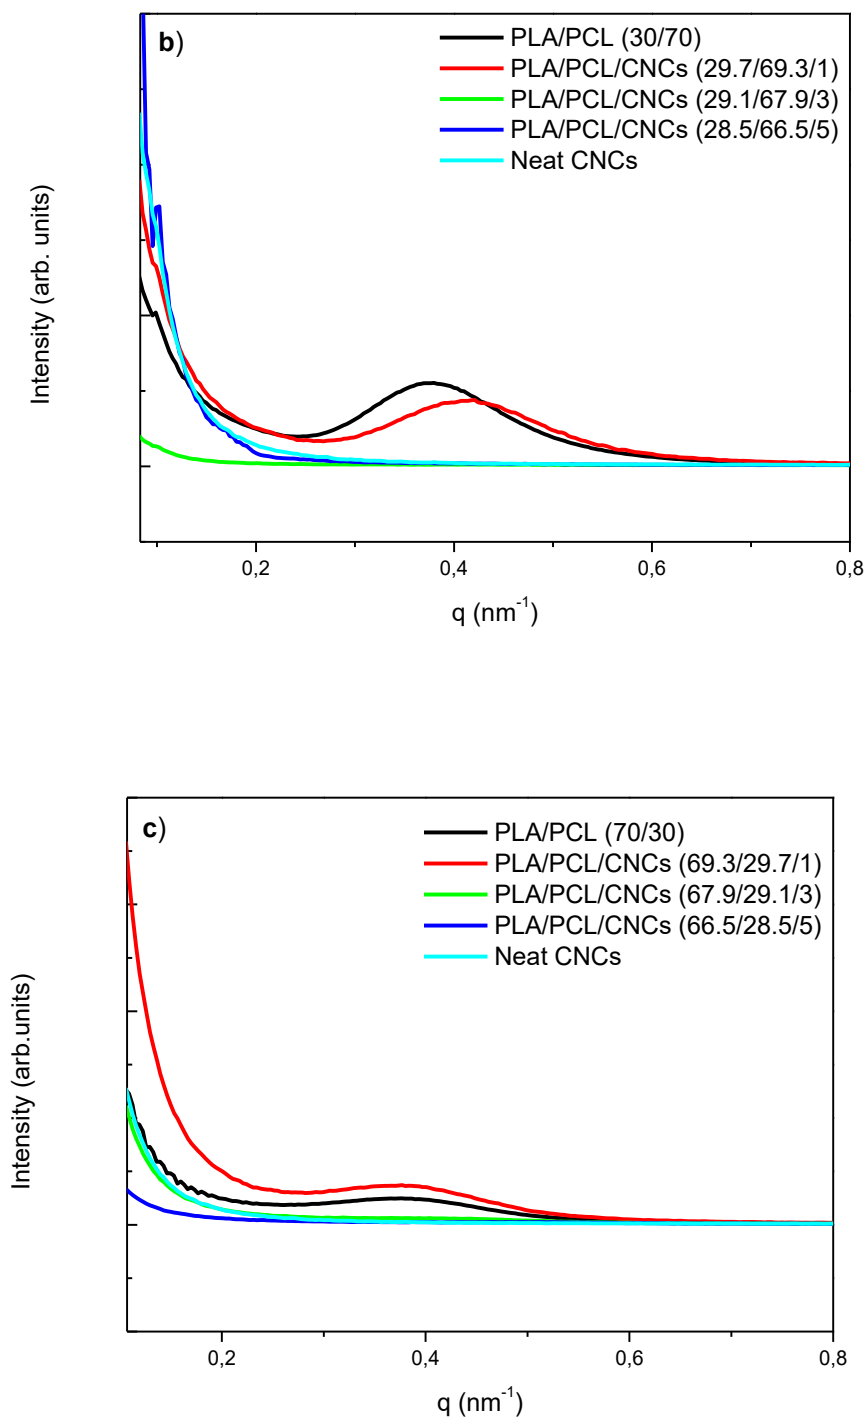 b)
PLA/PCL (30/70)
PLA/PCL/CNCs (29.7/69.3/1)
PLA/PCL/CNCs (29.1/67.9/3)
PLA/PCL/CNCs (28.5/66.5/5)
Neat CNCs
Intensity (arb. units)
0,2
0,4
0,6
0,8
q (nm⁻¹)
c)
PLA/PCL (70/30)
PLA/PCL/CNCs (69.3/29.7/1)
PLA/PCL/CNCs (67.9/29.1/3)
PLA/PCL/CNCs (66.5/28.5/5)
Neat CNCs
Intensity (arb.units)
0,2
0,4
0,6
0,8
q (nm⁻¹)